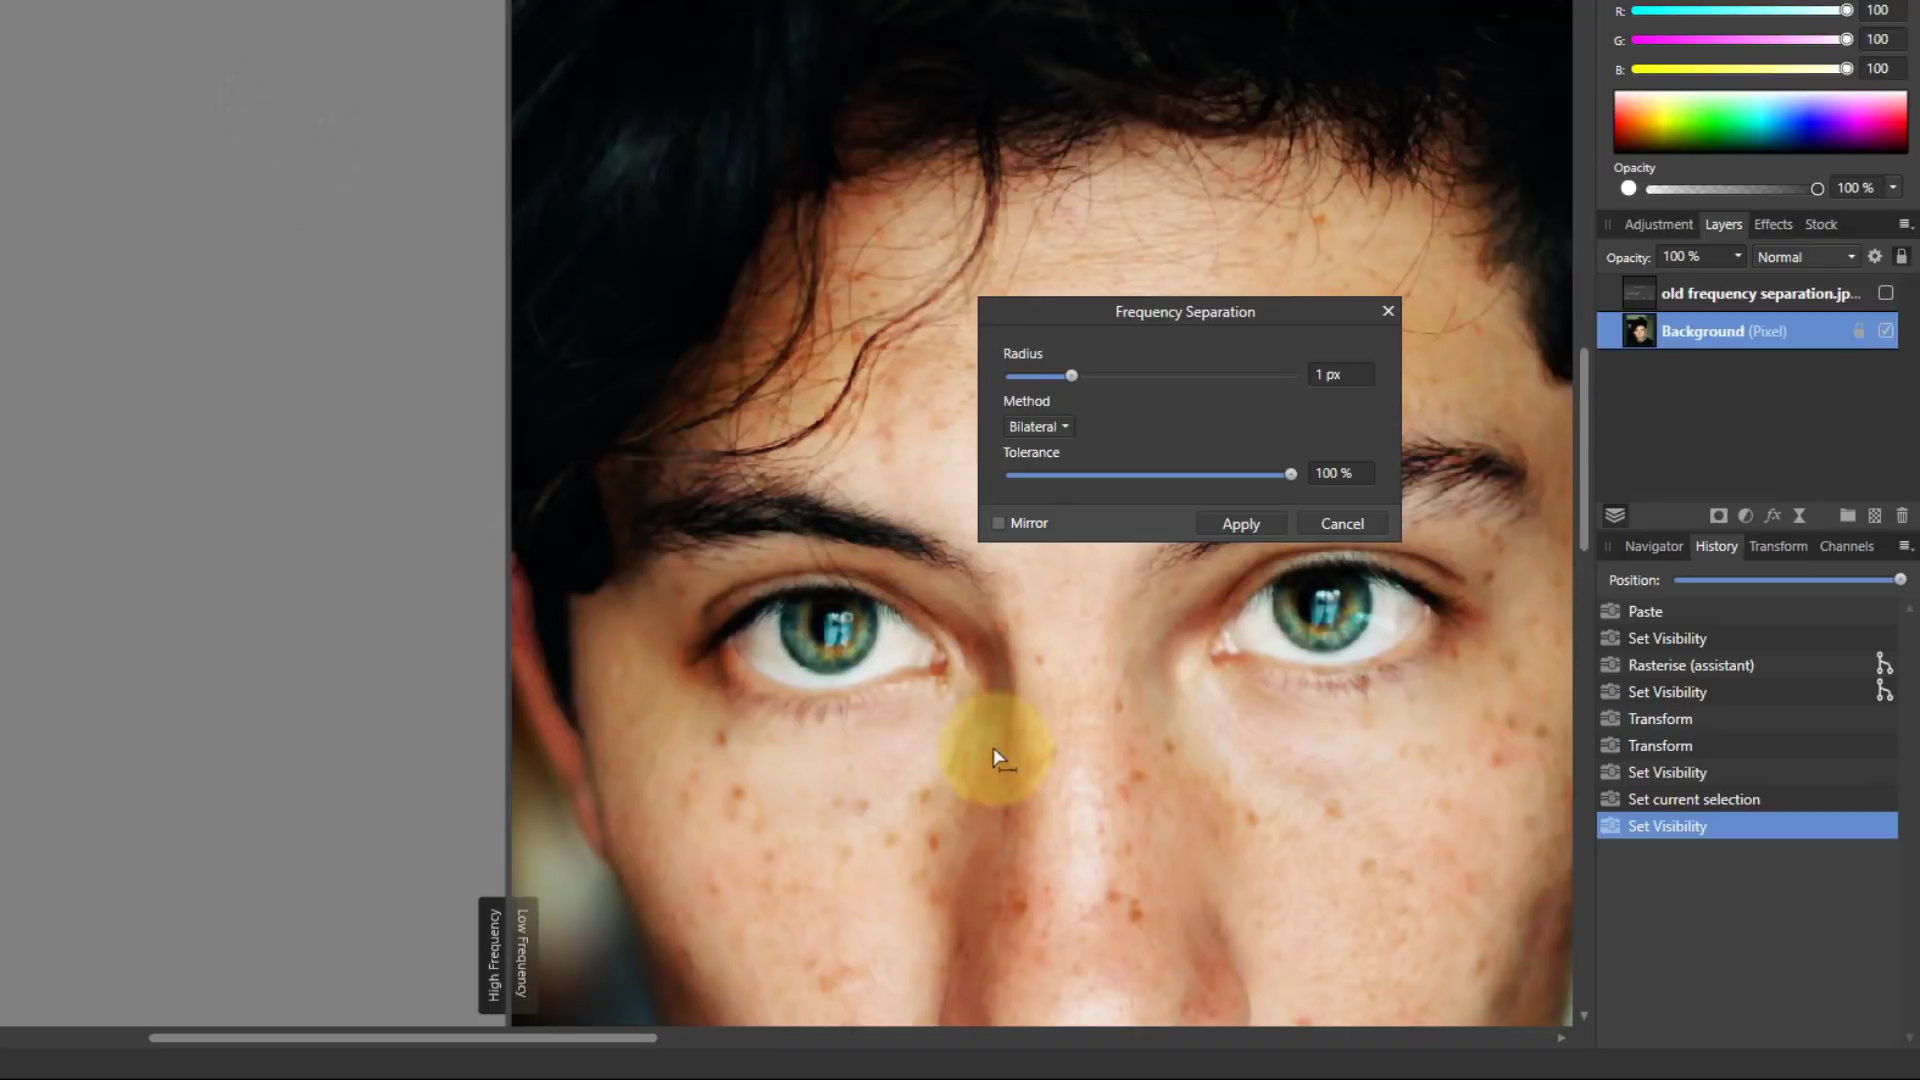 R: 100
G: 100
B: 100
Opacity
100 %
Adjustment Layers Effects Stock
Opacity: 100 % Normal
old frequency separation.jp...
Background (Pixel)
Frequency Separation
Radius
1 px
Method
Bilateral
Tolerance
100 %
Mirror Apply Cancel
fx
Navigator History Transform Channels
Position:
Paste
Set Visibility
Rasterise (assistant)
Set Visibility
Transform
Transform
Set Visibility
Set current selection
Set Visibility
High Frequency
Low Frequency